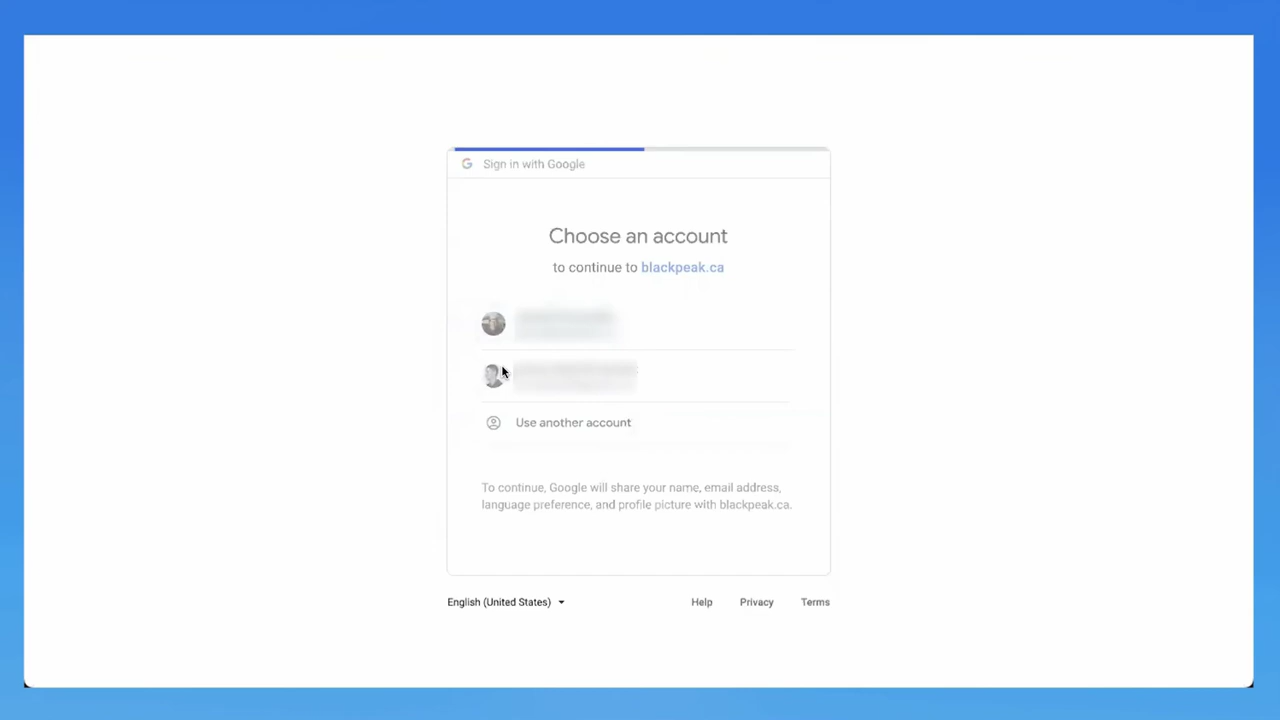 Sign in with Google
Choose an account
to continue to blackpeak.ca
Use another account
To continue, Google will share your name, email address,
language preference, and profile picture with blackpeak.ca.
English (United States)
Help Privacy Terms